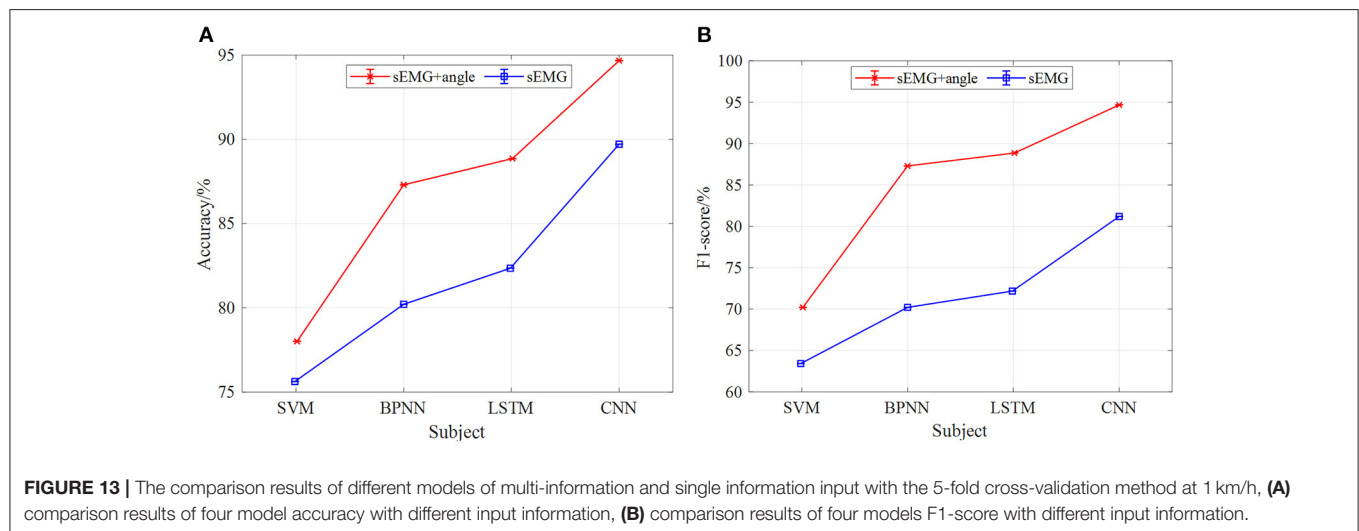 A
95
90
85
80
75
Accuracy/%
sEMG+angle
sEMG
SVM
BPNN
LSTM
CNN
Subject
B
100
95
90
85
80
75
70
65
60
F1-score/%
sEMG+angle
sEMG
SVM
BPNN
LSTM
CNN
Subject
FIGURE 13 | The comparison results of different models of multi-information and single information input with the 5-fold cross-validation method at 1 km/h, (A)
comparison results of four model accuracy with different input information, (B) comparison results of four models F1-score with different input information.